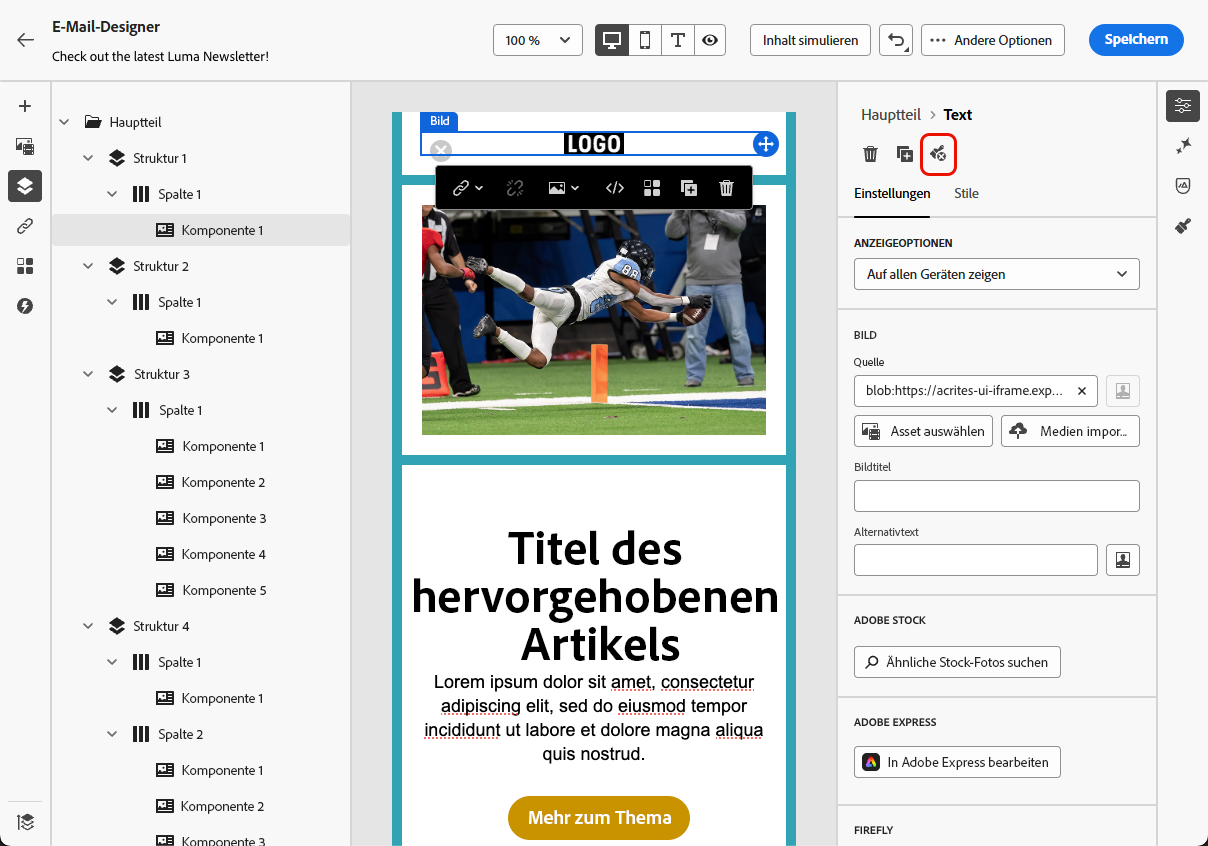 E-Mail-Designer
Check out the latest Luma Newsletter!
100 %
Inhalt simulieren
Andere Optionen
Speichern
Hauptteil
Struktur 1
Spalte 1
Komponente 1
Struktur 2
Spalte 1
Komponente 1
Struktur 3
Spalte 1
Komponente 1
Komponente 2
Komponente 3
Komponente 4
Komponente 5
Struktur 4
Spalte 1
Komponente 1
Spalte 2
Komponente 1
Komponente 2
Komponente 3
Bild
LOGO
88
Titel des
hervorgehobenen
Artikels
Lorem ipsum dolor sit amet, consectetur
adipiscing elit, sed do eiusmod tempor
incididunt ut labore et dolore magna aliqua
quis nostrud.
Mehr zum Thema
Hauptteil > Text
Einstellungen
Stile
ANZEIGEOPTIONEN
Auf allen Geräten zeigen
BILD
Quelle
blob:https://acrites-ui-iframe.exp...
Asset auswählen
Medien impor...
Bildtitel
Alternativtext
ADOBE STOCK
Ähnliche Stock-Fotos suchen
ADOBE EXPRESS
In Adobe Express bearbeiten
FIREFLY